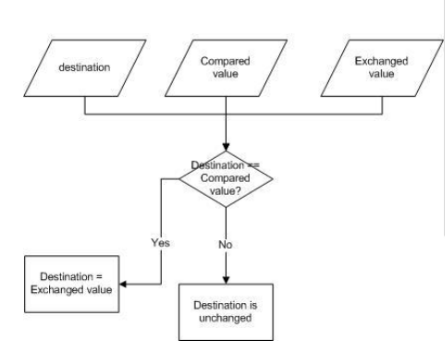 destination
Compared
value
Exchanged
value
Destination ==
Compared
value?
Yes
No
Destination =
Exchanged value
Destination is
unchanged